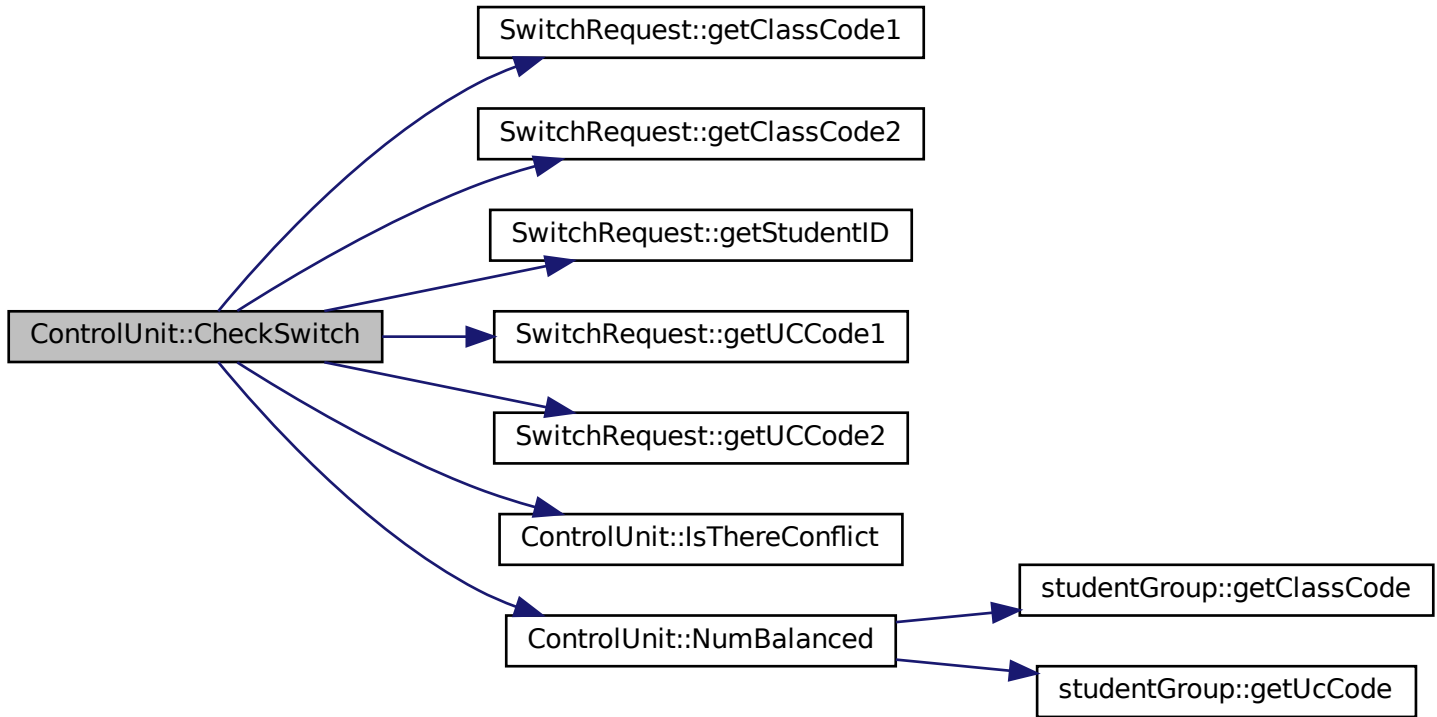 SwitchRequest::getClassCode1
SwitchRequest::getClassCode2
SwitchRequest::getStudentID
ControlUnit::CheckSwitch
SwitchRequest::getUCCode1
SwitchRequest::getUCCode2
ControlUnit::IsThereConflict
ControlUnit::NumBalanced
studentGroup::getClassCode
studentGroup::getUcCode